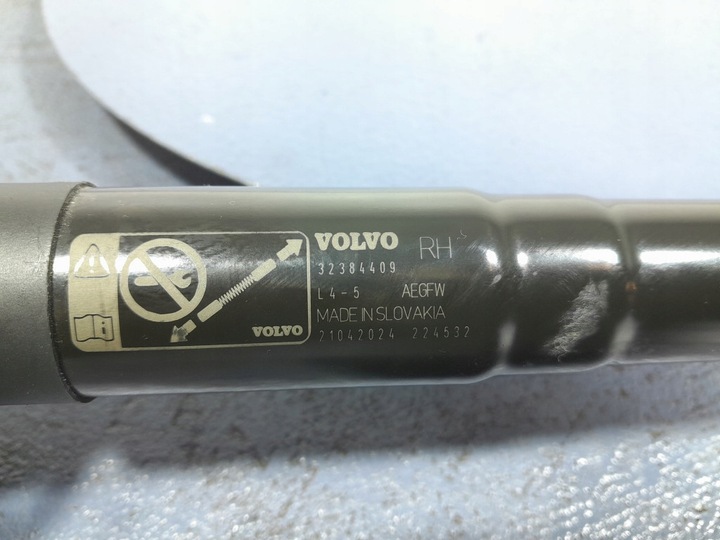 VOLVO RH
32384409
L4-5 AEGFW
MADE IN SLOVAKIA
21042024 224532
VOLVO